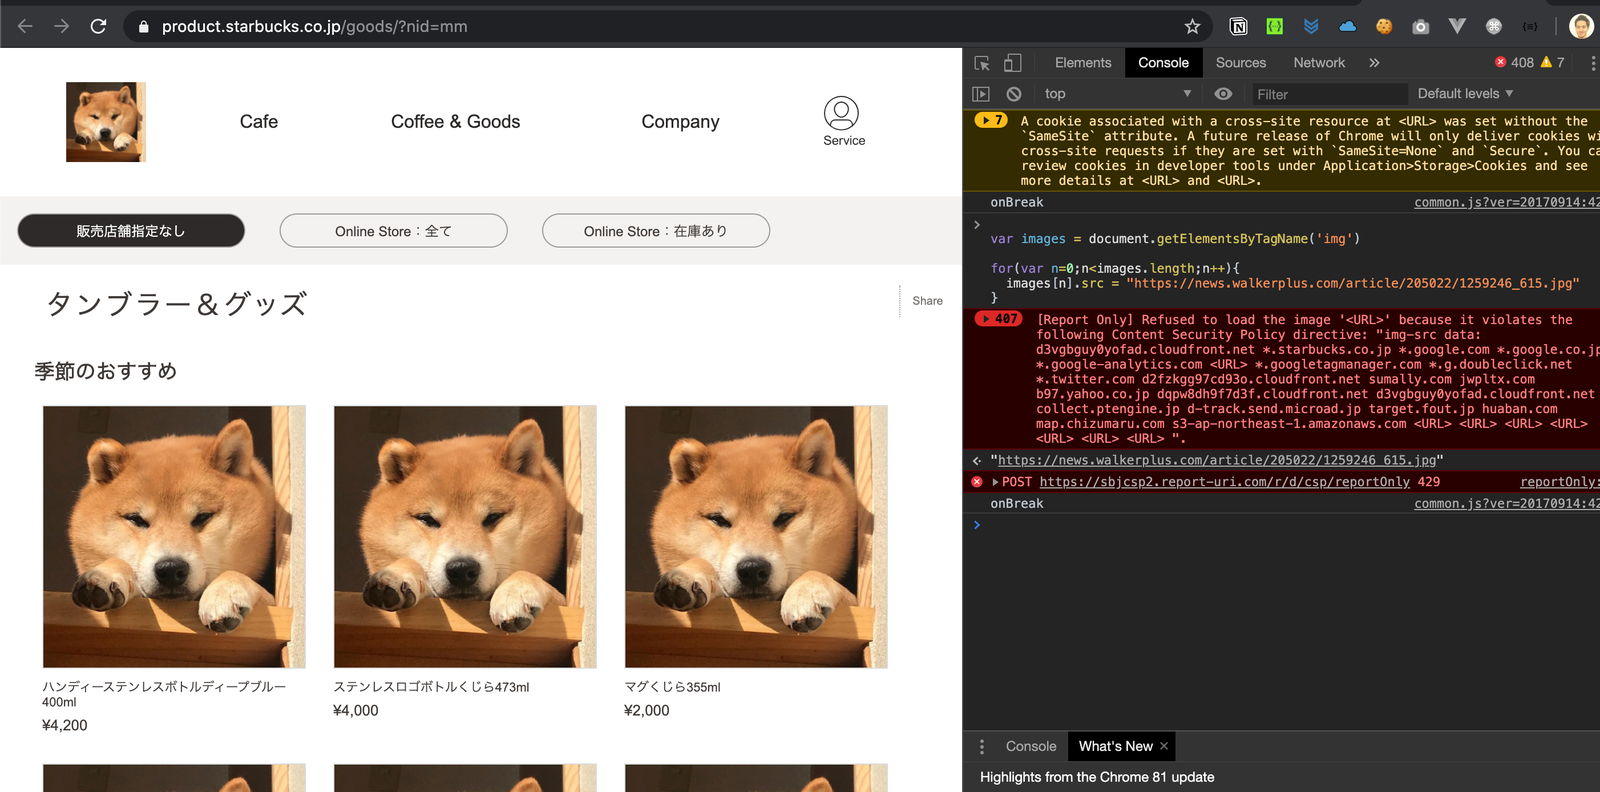 product.starbucks.co.jp/goods/?nid=mm
Cafe
Coffee & Goods
Company
Service
販売店舗指定なし
Online Store：全て
Online Store：在庫あり
タンブラー＆グッズ
Share
季節のおすすめ
ハンディーステンレスボトルディープブルー
400ml
¥4,200
ステンレスロゴボトルくじら473ml
¥4,000
マグくじら355ml
¥2,000
Elements
Console
Sources
Network
408
7
top
Filter
Default levels
7
A cookie associated with a cross-site resource at <URL> was set without the
`SameSite` attribute. A future release of Chrome will only deliver cookies wi
cross-site requests if they are set with `SameSite=None` and `Secure`. You ca
review cookies in developer tools under Application>Storage>Cookies and see
more details at <URL> and <URL>.
onBreak
common.js?ver=20170914:42
var images = document.getElementsByTagName('img')
for(var n=0;n<images.length;n++){
images[n].src = "https://news.walkerplus.com/article/205022/1259246_615.jpg"
}
407
[Report Only] Refused to load the image '<URL>' because it violates the
following Content Security Policy directive: "img-src data:
d3vgbguy0yofad.cloudfront.net *.starbucks.co.jp *.google.com *.google.co.jp
*.google-analytics.com <URL> *.googletagmanager.com *.g.doubleclick.net
*.twitter.com d2fzkgg97cd93o.cloudfront.net sumally.com jwpltx.com
b97.yahoo.co.jp dqpw8dh9f7d3f.cloudfront.net d3vgbguy0yofad.cloudfront.net
collect.ptengine.jp d-track.send.microad.jp target.fout.jp huaban.com
map.chizumaru.com s3-ap-northeast-1.amazonaws.com <URL> <URL> <URL> <URL>
<URL> <URL> <URL> ".
"https://news.walkerplus.com/article/205022/1259246_615.jpg"
POST https://sbjcsp2.report-uri.com/r/d/csp/reportOnly 429
reportOnly:
onBreak
common.js?ver=20170914:42
Console
What's New
Highlights from the Chrome 81 update